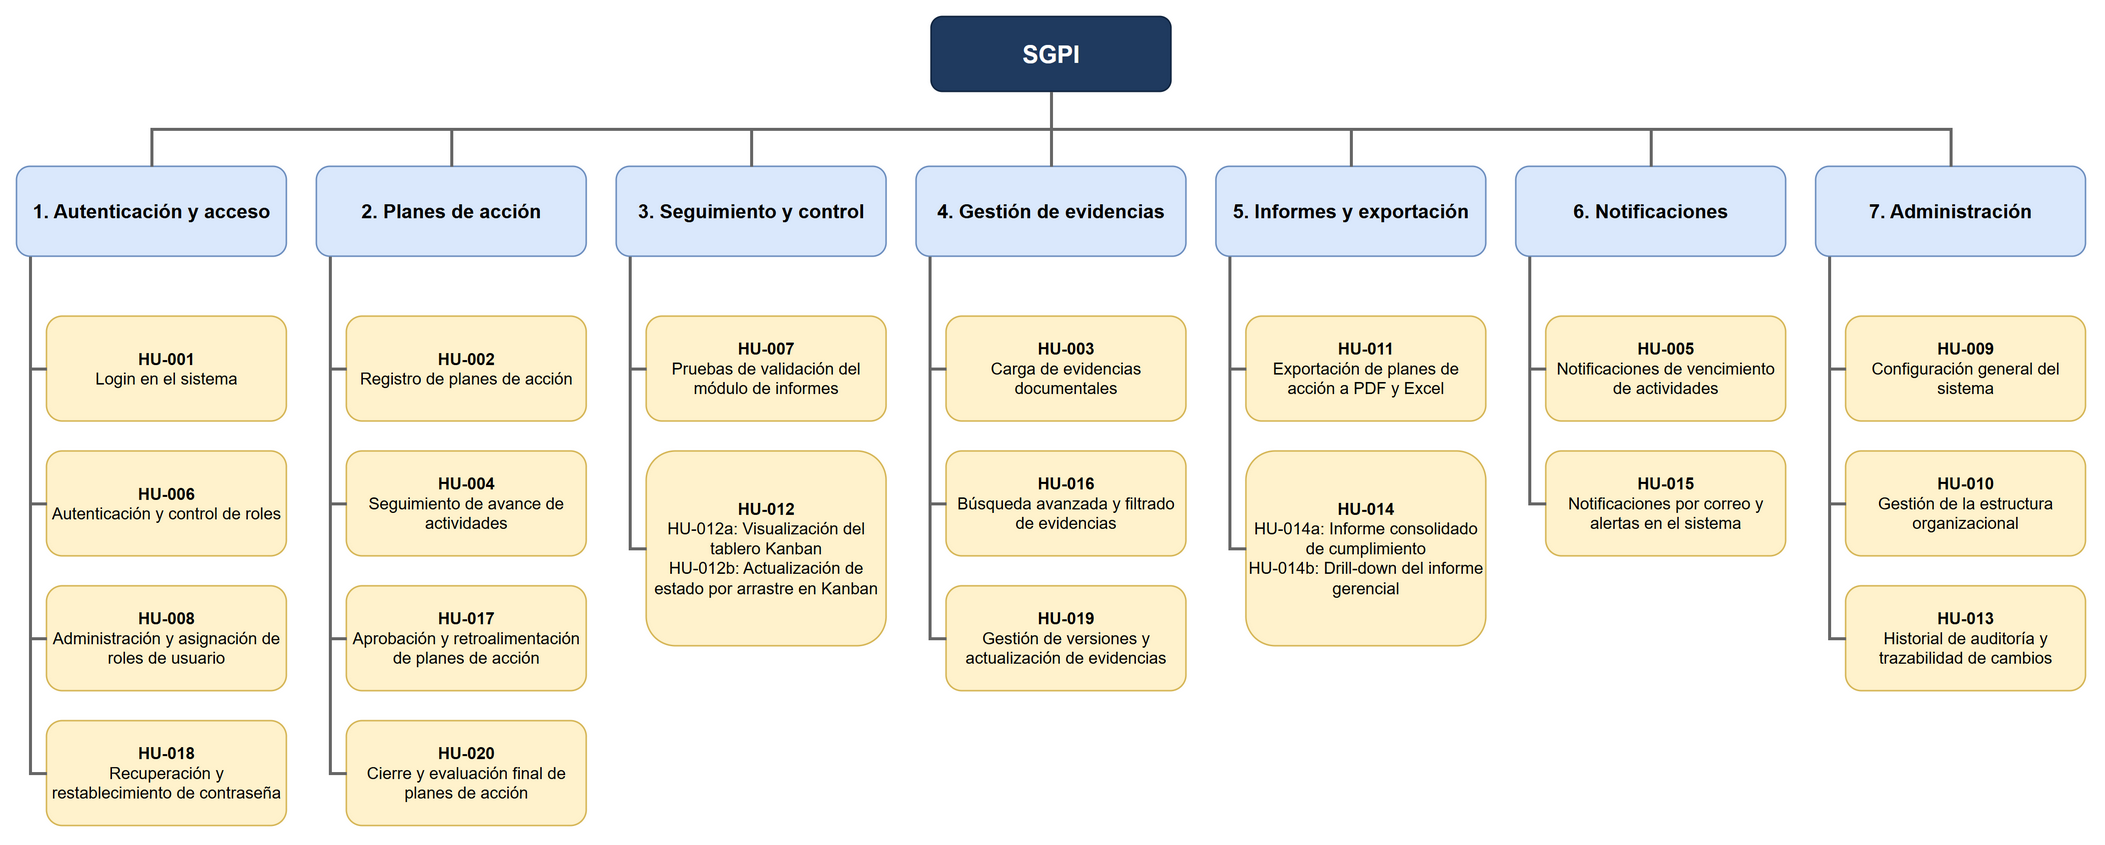 SGPI
1. Autenticación y acceso
2. Planes de acción
3. Seguimiento y control
4. Gestión de evidencias
5. Informes y exportación
6. Notificaciones
7. Administración
HU-001
Login en el sistema
HU-006
Autenticación y control de roles
HU-008
Administración y asignación de
roles de usuario
HU-018
Recuperación y
restablecimiento de contraseña
HU-002
Registro de planes de acción
HU-004
Seguimiento de avance de
actividades
HU-017
Aprobación y retroalimentación
de planes de acción
HU-020
Cierre y evaluación final de
planes de acción
HU-007
Pruebas de validación del
módulo de informes
HU-012
HU-012a: Visualización del
tablero Kanban
HU-012b: Actualización de
estado por arrastre en Kanban
HU-003
Carga de evidencias
documentales
HU-016
Búsqueda avanzada y filtrado
de evidencias
HU-019
Gestión de versiones y
actualización de evidencias
HU-011
Exportación de planes de
acción a PDF y Excel
HU-014
HU-014a: Informe consolidado
de cumplimiento
HU-014b: Drill-down del informe
gerencial
HU-005
Notificaciones de vencimiento
de actividades
HU-015
Notificaciones por correo y
alertas en el sistema
HU-009
Configuración general del
sistema
HU-010
Gestión de la estructura
organizacional
HU-013
Historial de auditoría y
trazabilidad de cambios